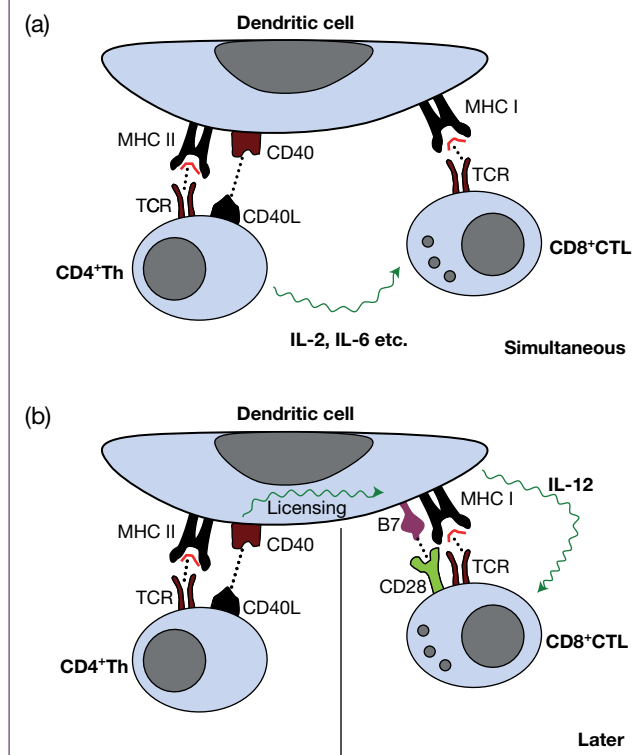 (a)
Dendritic cell
MHC II
CD40
MHC I
TCR
TCR
CD40L
CD4+Th
CD8+CTL
IL-2, IL-6 etc.
Simultaneous
(b)
Dendritic cell
IL-12
Licensing
MHC I
B7
MHC II
CD40
TCR
TCR
CD28
CD40L
CD4+Th
CD8+CTL
Later